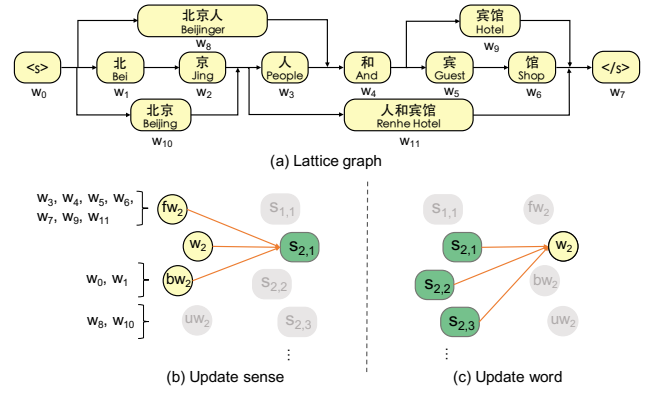 北京人
Beijinger
w8
宾馆
Hotel
w9
<s>
w0
北
Bei
w1
京
Jing
w2
人
People
w3
和
And
w4
宾
Guest
w5
馆
Shop
w6
</s>
w7
北京
Beijing
w10
人和宾馆
Renhe Hotel
w11
(a) Lattice graph
w3, w4, w5, w6,
w7, w9, w11
fw2
s1,1
w2
s2,1
w0, w1
bw2
s2,2
w8, w10
uw2
s2,3
...
(b) Update sense
s1,1
fw2
s2,1
w2
s2,2
bw2
s2,3
uw2
...
(c) Update word